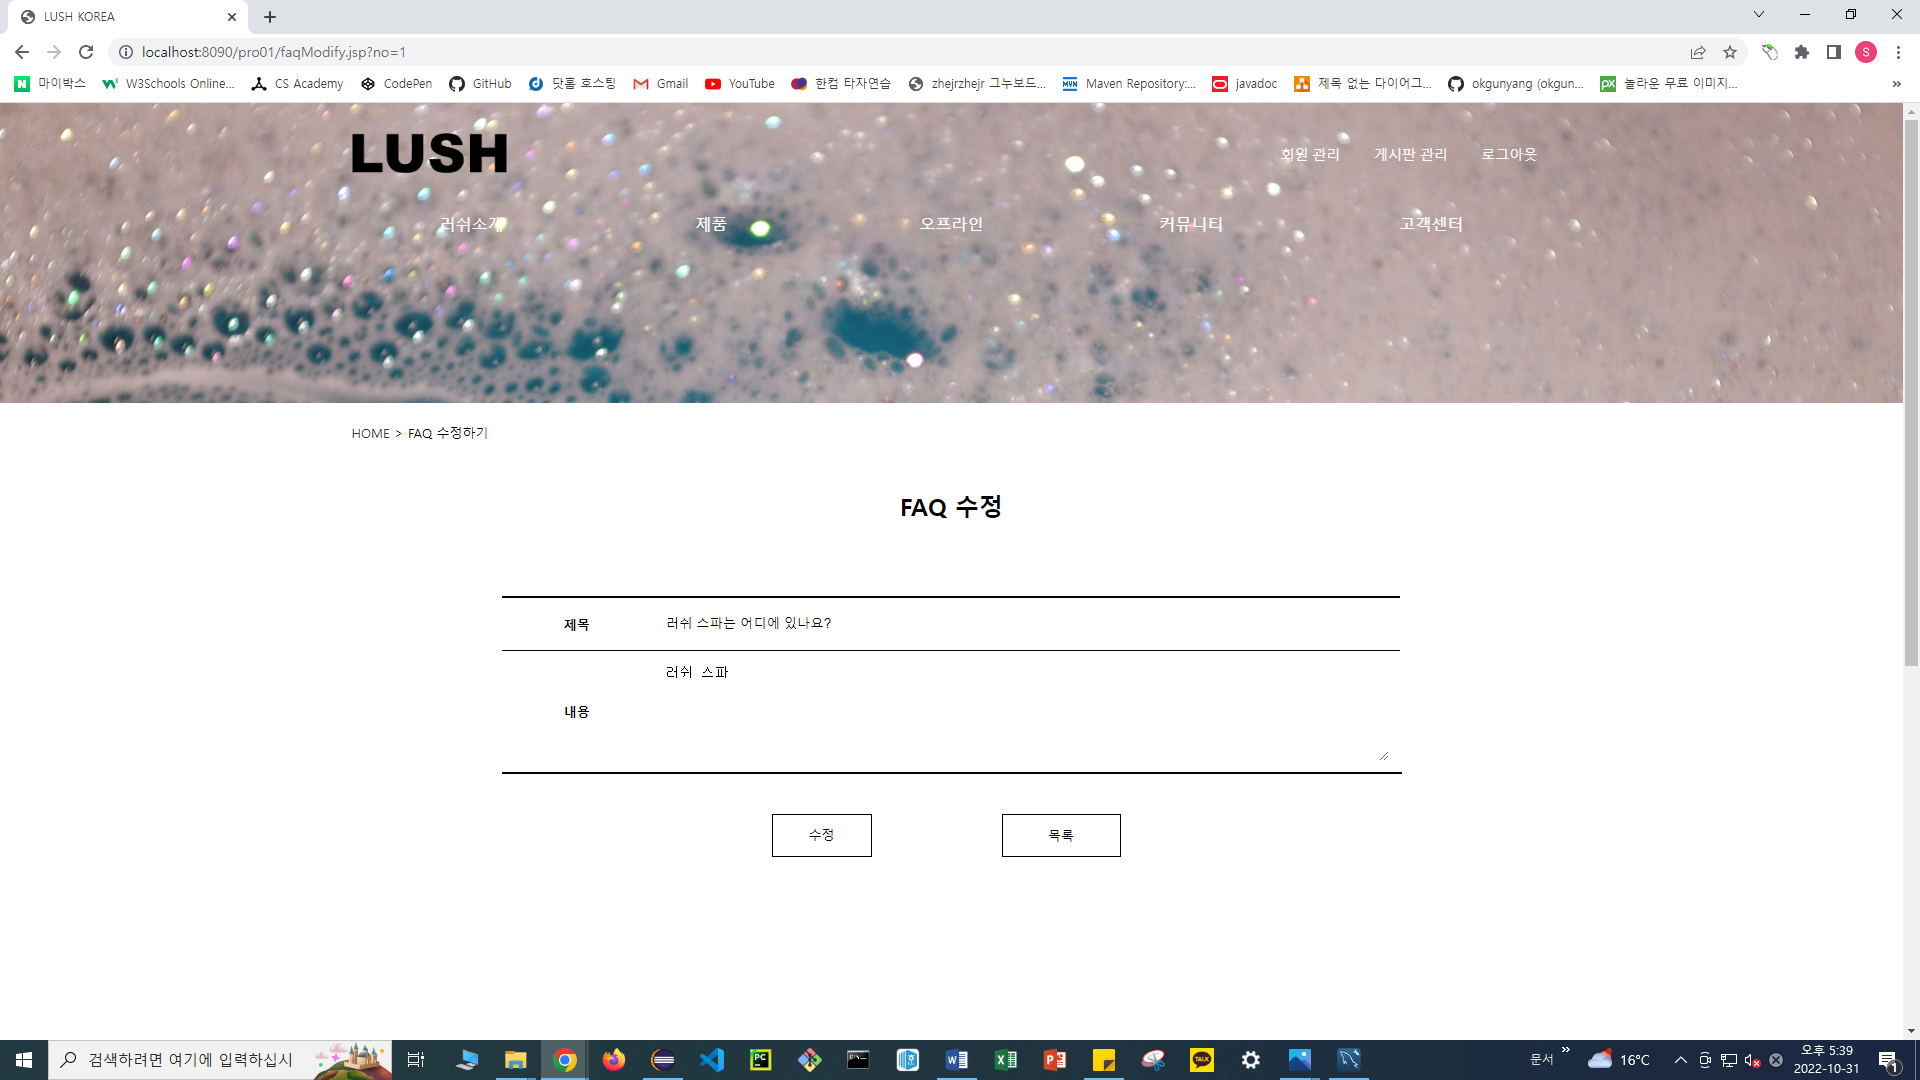 LUSH KOREA
localhost:8090/pro01/faqModify.jsp?no=1
S
마이박스 W3Schools Online... CS Academy CodePen GitHub 닷홈 호스팅 Gmail YouTube 한컴 타자연습 zhejrzhejr 그누보드... Maven Repository:... javadoc 제목 없는 다이어그... okgunyang (okgun... 놀라운 무료 이미지... »
LUSH
회원 관리 게시판 관리 로그아웃
러쉬소개 제품 오프라인 커뮤니티 고객센터
HOME > FAQ 수정하기
FAQ 수정
제목 러쉬 스파는 어디에 있나요?
러쉬 스파
내용
수정 목록
검색하려면 여기에 입력하십시
문서 »
16°C
오후 5:39
2022-10-31
1